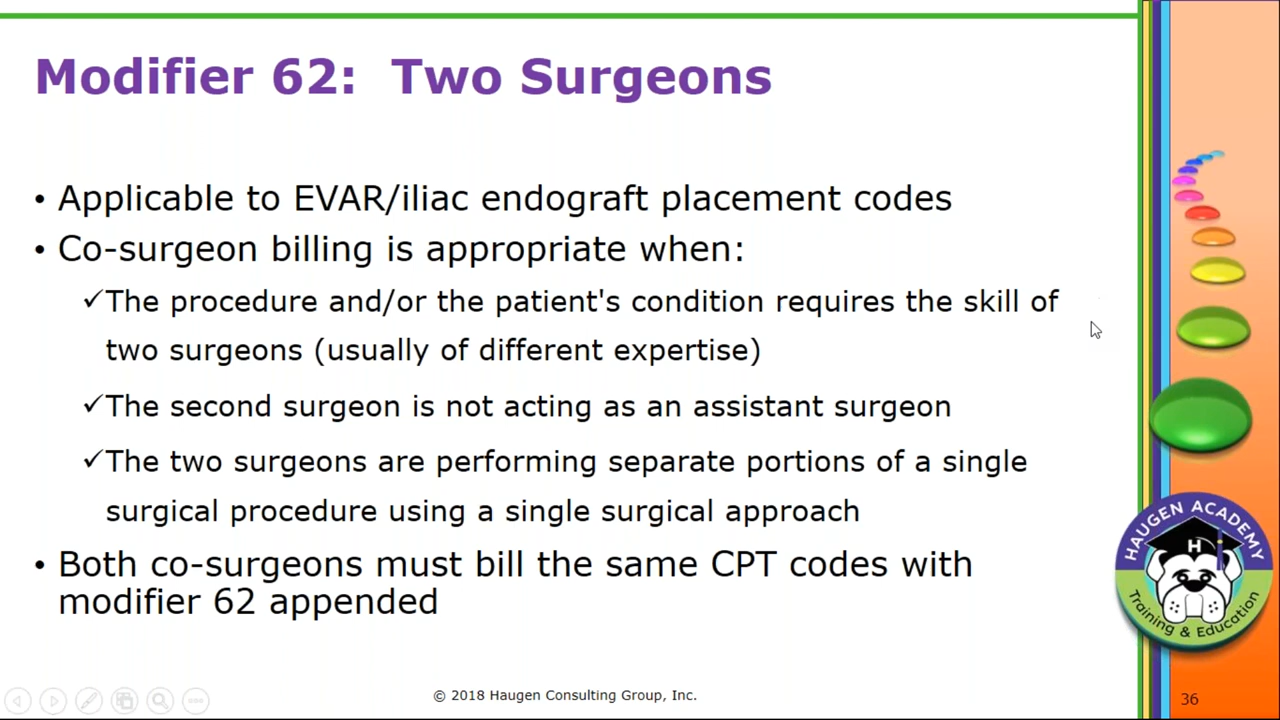 Modifier 62: Two Surgeons
• Applicable to EVAR/iliac endograft placement codes
• Co-surgeon billing is appropriate when:
✓The procedure and/or the patient's condition requires the skill of
two surgeons (usually of different expertise)
✓The second surgeon is not acting as an assistant surgeon
✓The two surgeons are performing separate portions of a single
surgical procedure using a single surgical approach
• Both co-surgeons must bill the same CPT codes with
modifier 62 appended
HAUGEN ACADEMY
H
Training & Education
© 2018 Haugen Consulting Group, Inc.
36